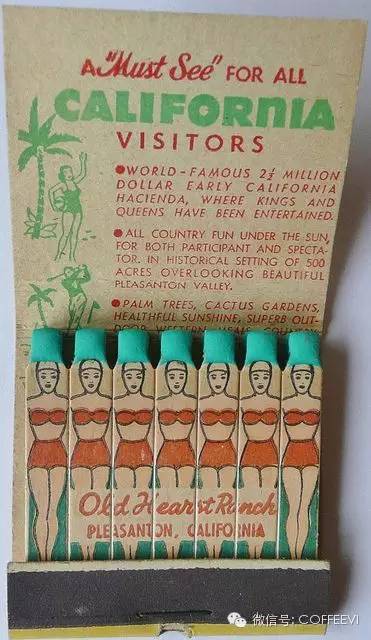 A "Must See" FOR ALL
CALIFORNIA
VISITORS
●WORLD-FAMOUS 2½ MILLION
DOLLAR EARLY CALIFORNIA
HACIENDA, WHERE KINGS AND
QUEENS HAVE BEEN ENTERTAINED.
●ALL COUNTRY FUN UNDER THE SUN,
FOR BOTH PARTICIPANT AND SPECTA-
TOR. IN HISTORICAL SETTING OF 500
ACRES OVERLOOKING BEAUTIFUL
PLEASANTON VALLEY.
●PALM TREES, CACTUS GARDENS,
HEALTHFUL SUNSHINE, SUPERB OUT-
DOOR WESTERN
Old Hearst Ranch
PLEASANTON, CALIFORNIA
微信号: COFFEEVI